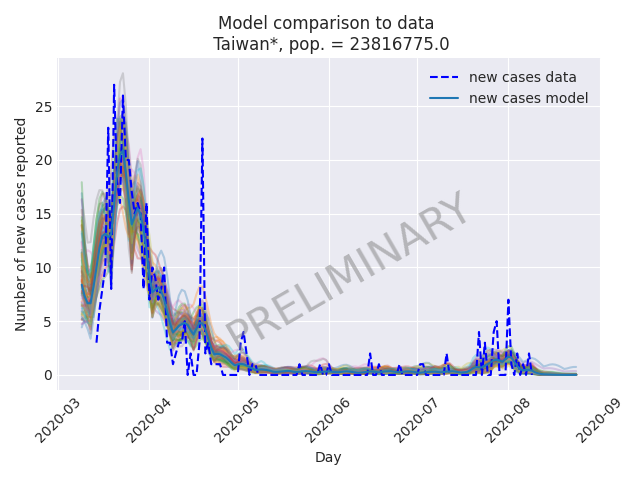 Model comparison to data
Taiwan*, pop. = 23816775.0
new cases data
new cases model
Number of new cases reported
25
20
15
10
5
0
PRELIMINARY
2020-03
2020-04
2020-05
2020-06
2020-07
2020-08
2020-09
Day